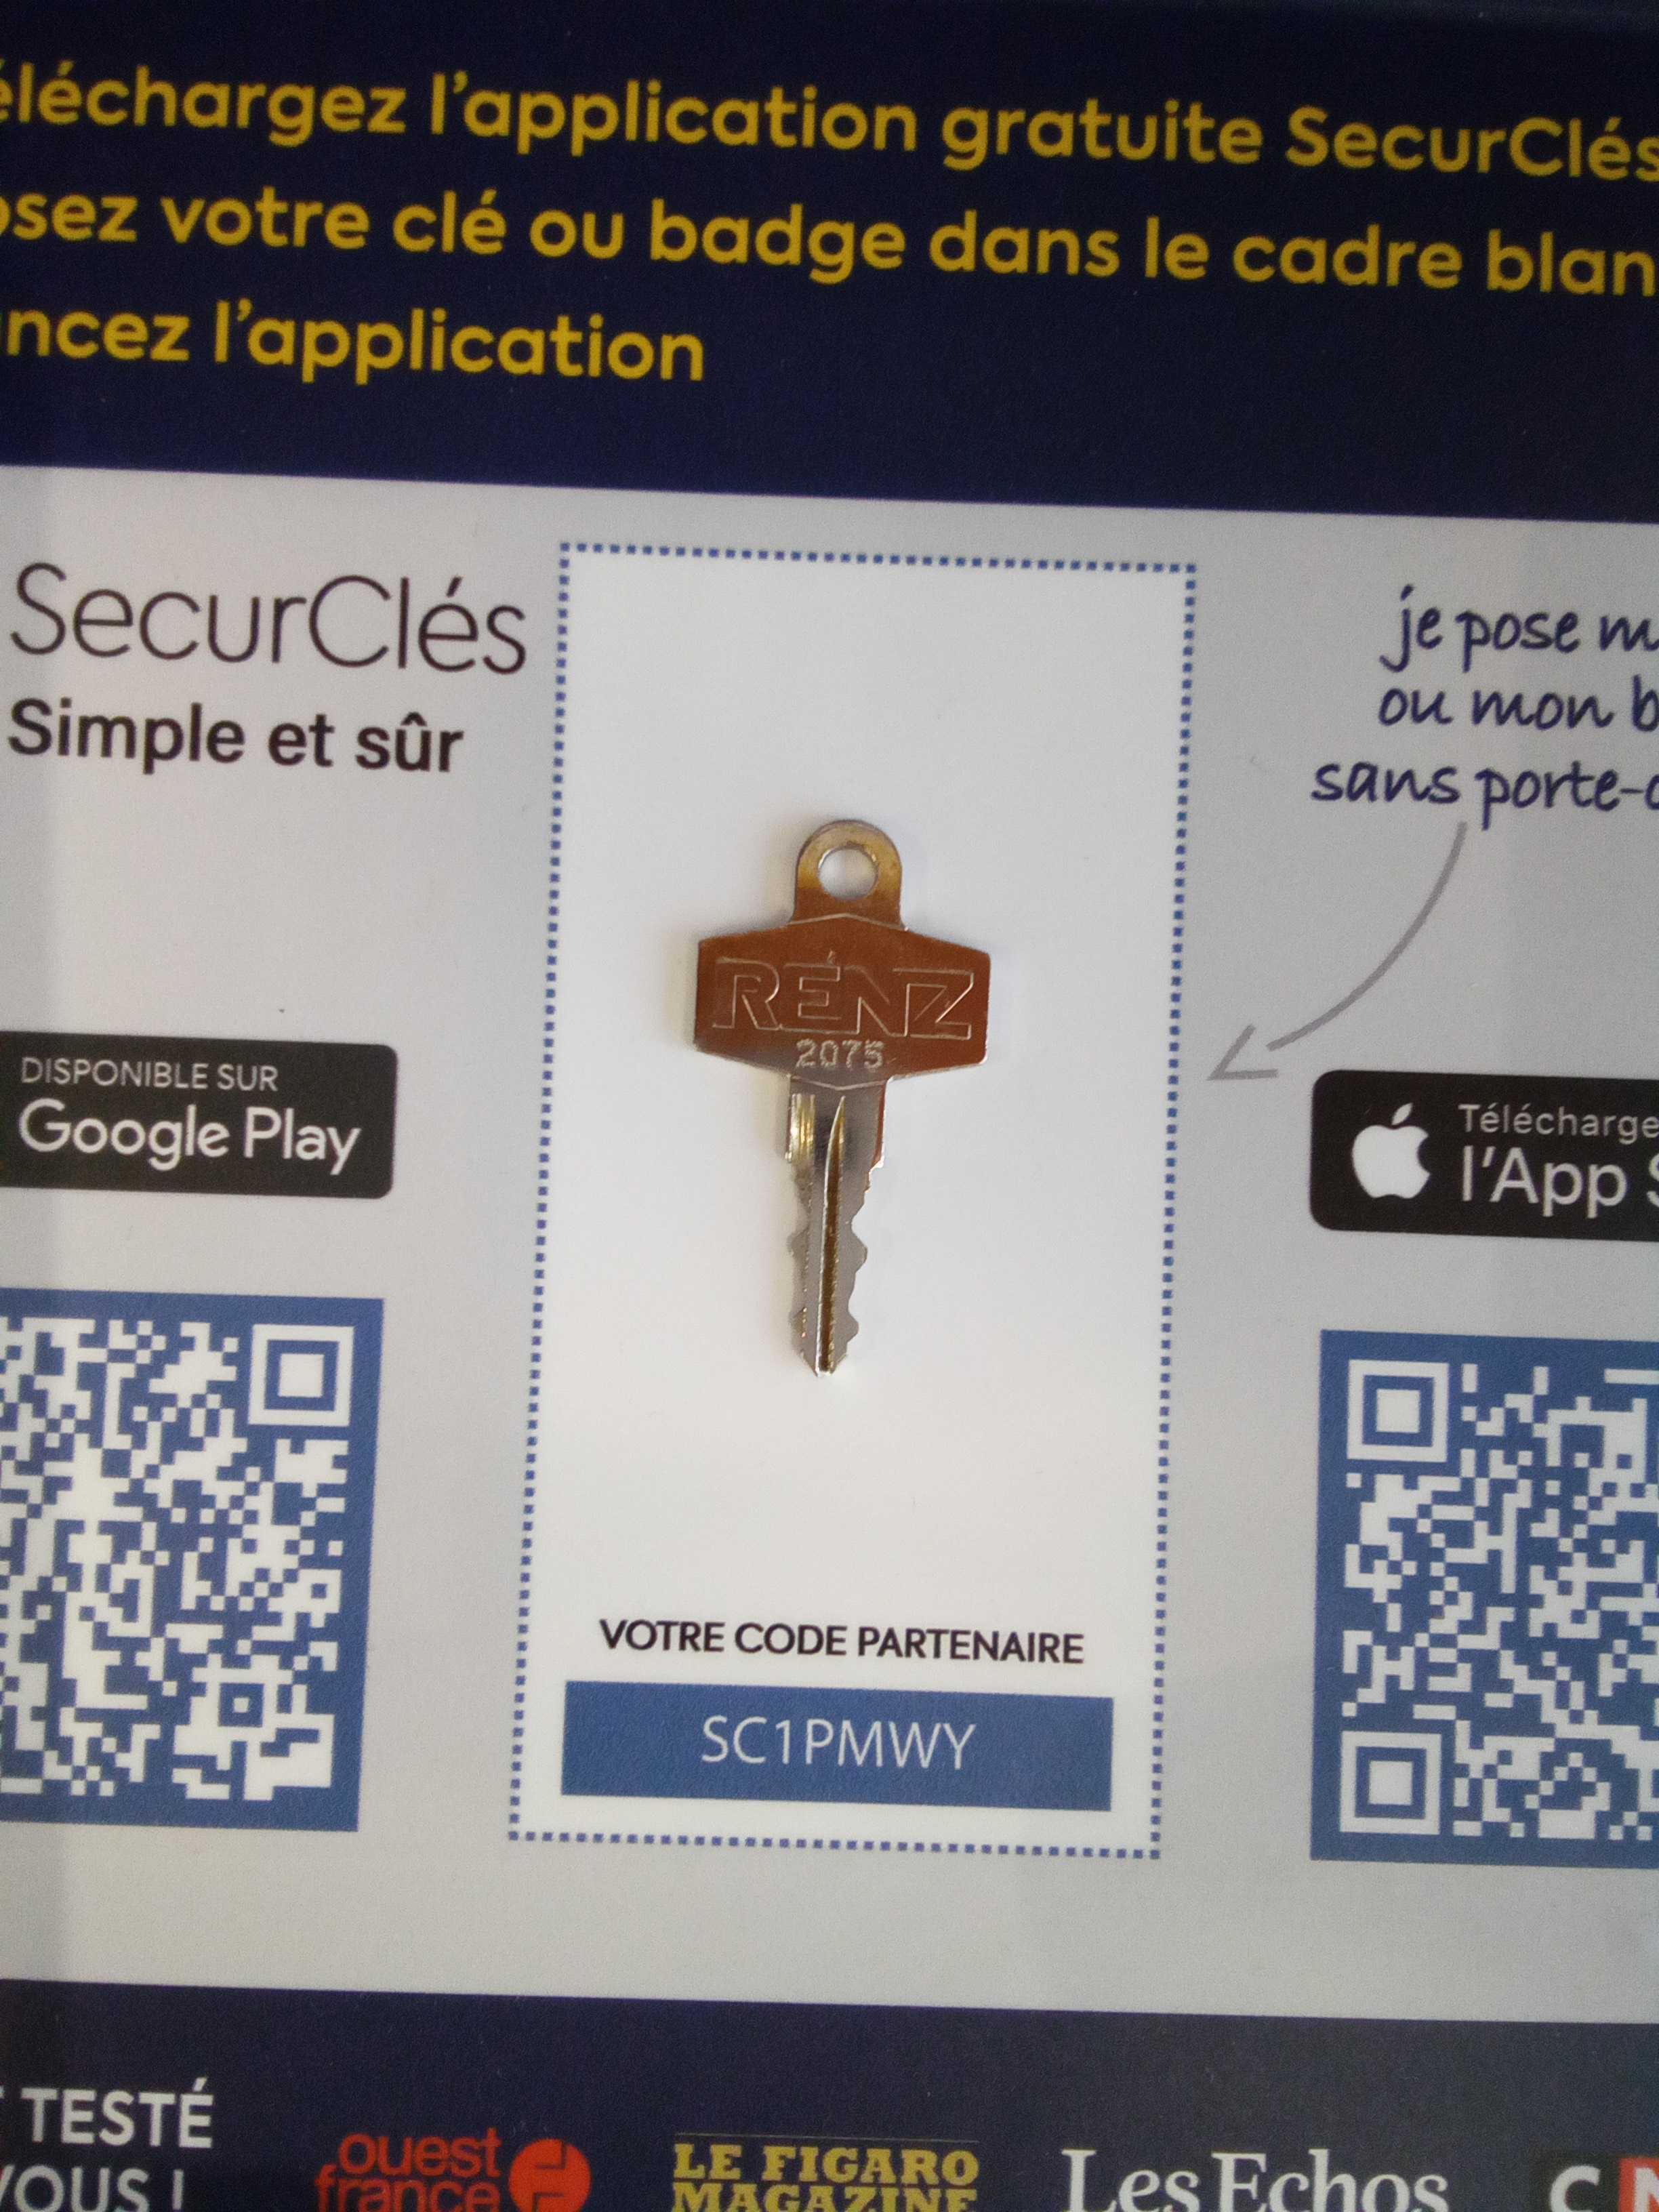 éléchargez l'application gratuite SecurClés
osez votre clé ou badge dans le cadre blan
ncez l'application
SecurClés
Simple et sûr
je pose m
ou mon b
sans porte-c
RENZ
2075
DISPONIBLE SUR
Google Play
Télécharge
l'App S
VOTRE CODE PARTENAIRE
SC1PMWY
TESTÉ
VOUS !
ouest
france
LE FIGARO
MAGAZINE
Les Echos
CN